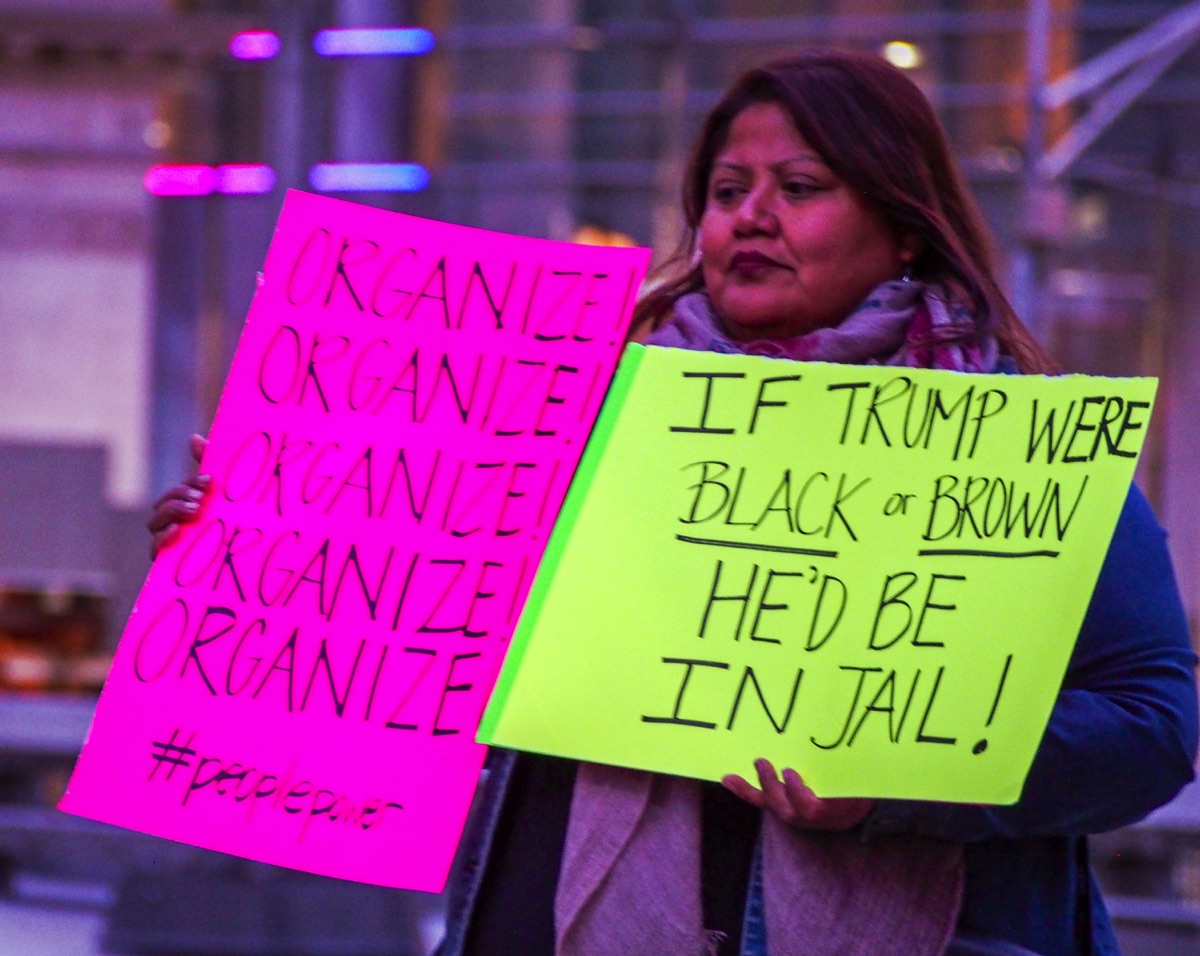 ORGANIZE!
ORGANIZE!
ORGANIZE!
ORGANIZE!
ORGANIZE
#peoplepower
IF TRUMP WERE
BLACK or BROWN
HE'D BE
IN JAIL!